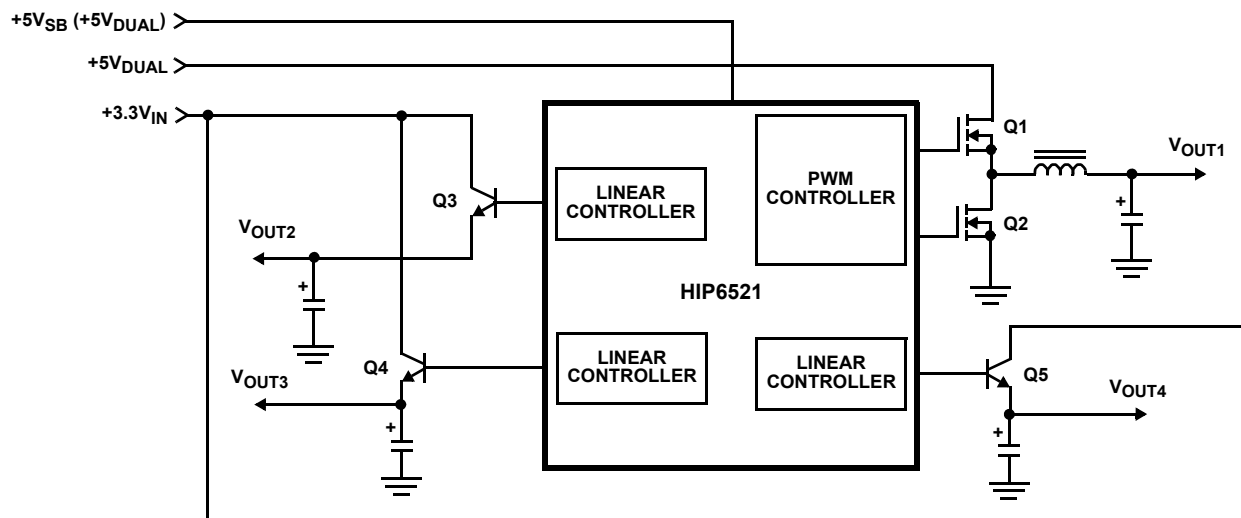 +5VSB (+5VDUAL)
+5VDUAL
+3.3VIN
Q1
VOUT1
Q3
LINEAR
CONTROLLER
PWM
CONTROLLER
+
VOUT2
Q2
+
HIP6521
Q4
LINEAR
CONTROLLER
LINEAR
CONTROLLER
Q5
VOUT3
VOUT4
+
+